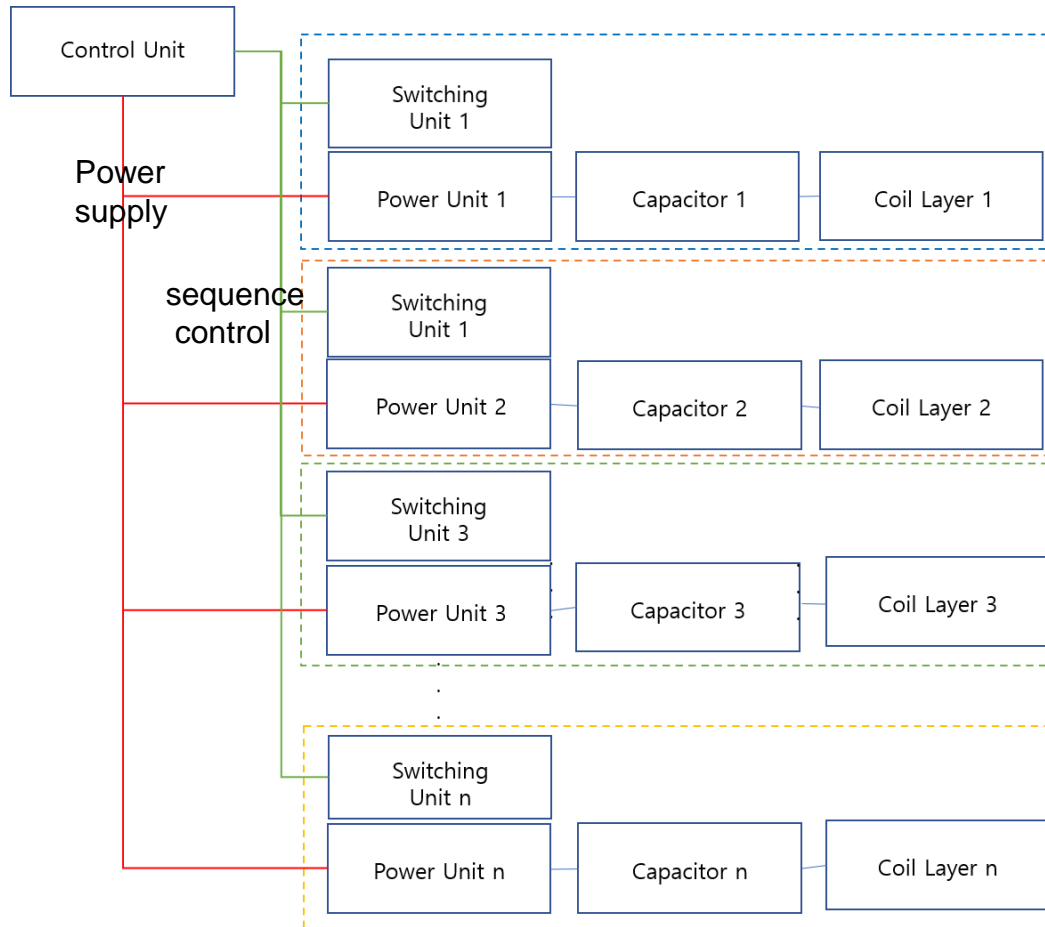 Control Unit
Switching
Unit 1
Power
supply
Power Unit 1
Capacitor 1
Coil Layer 1
sequence
control
Switching
Unit 1
Power Unit 2
Capacitor 2
Coil Layer 2
Switching
Unit 3
Power Unit 3
Capacitor 3
Coil Layer 3
Switching
Unit n
Power Unit n
Capacitor n
Coil Layer n